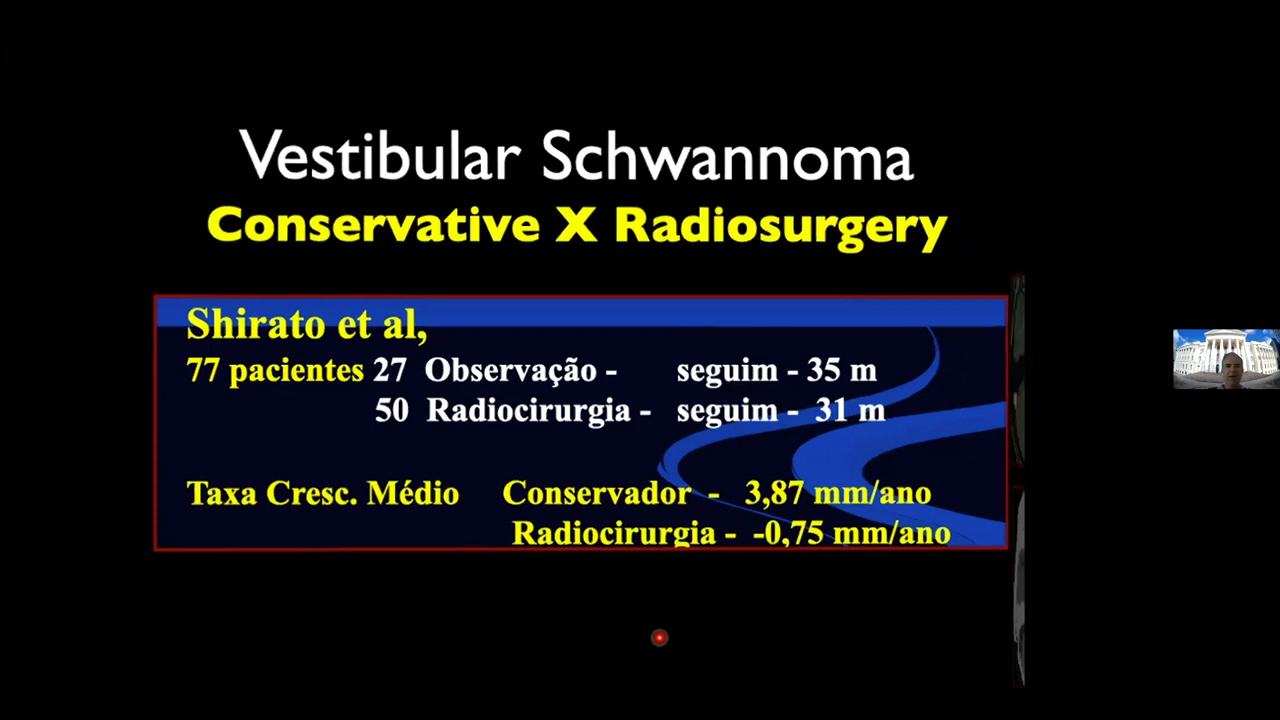 Vestibular Schwannoma
Conservative X Radiosurgery
Shirato et al,
77 pacientes 27 Observação - seguim - 35 m
50 Radiocirurgia - seguim - 31 m
Taxa Cresc. Médio Conservador - 3,87 mm/ano
Radiocirurgia - -0,75 mm/ano